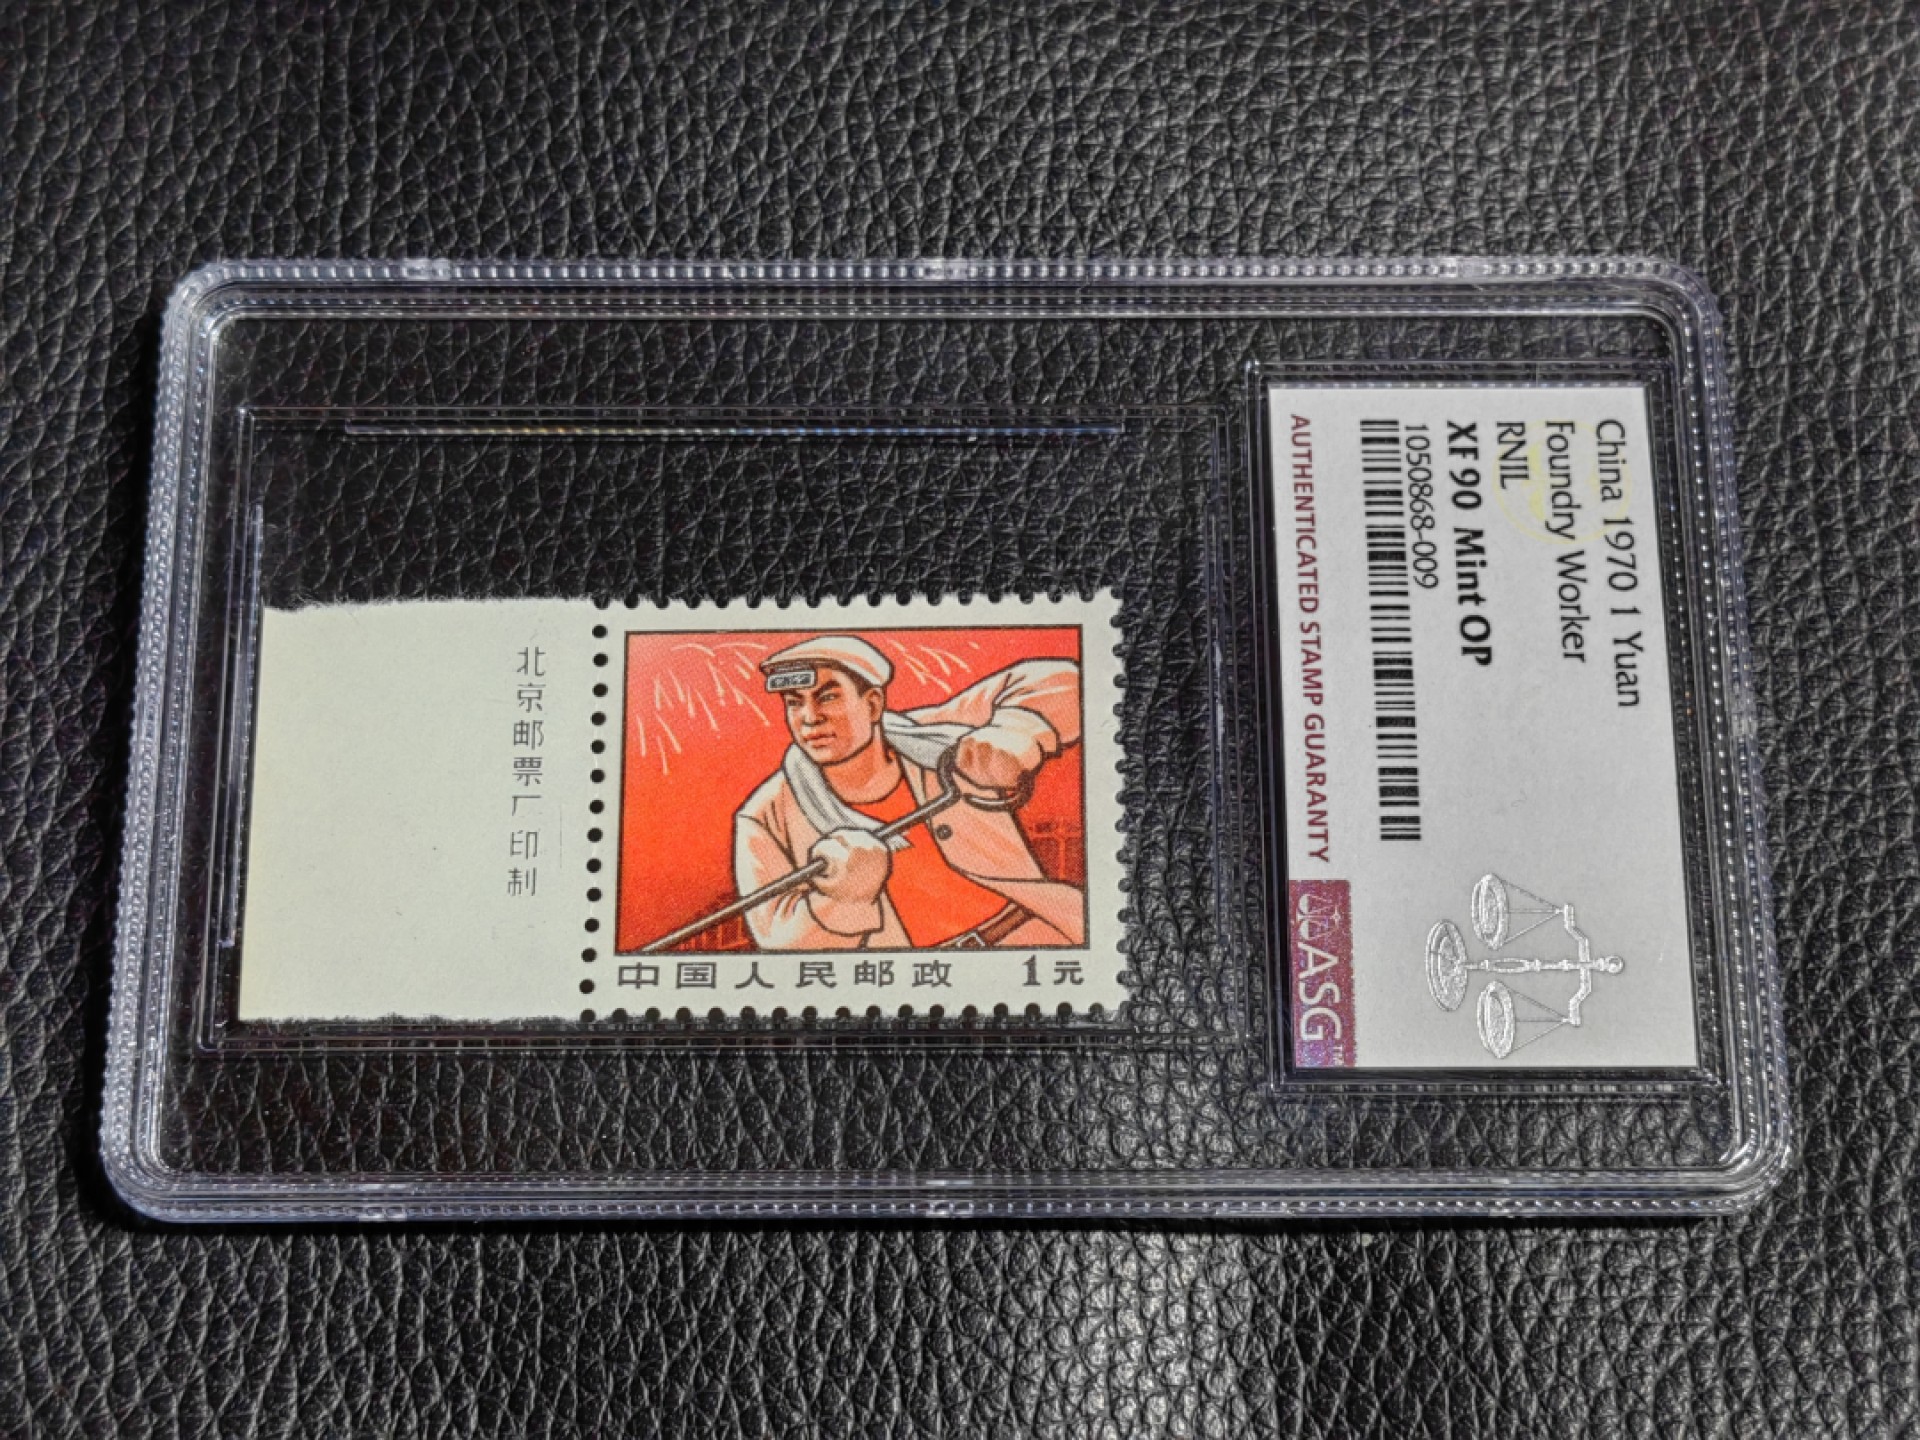 北京邮票厂印制
中国人民邮政 1元
China 1970 1 Yuan
Foundry Worker
RNIL
XF 90 Mint OP
1050868-009
AUTHENTICATED STAMP GUARANTY
ASG™